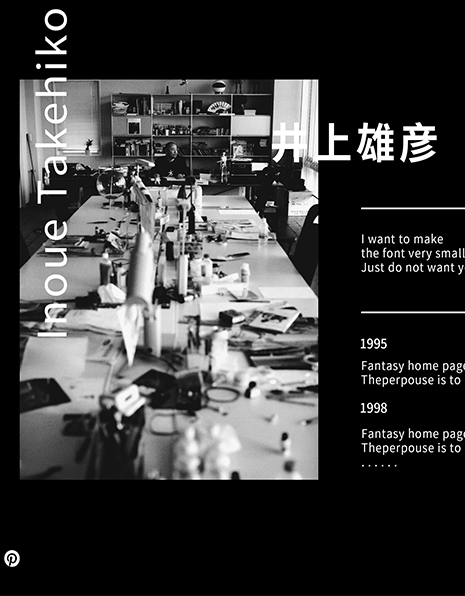 Inoue Takehiko
井上雄彦
I want to make
the font very small
Just do not want y
1995
Fantasy home page
Theperpouse is to
1998
Fantasy home page
Theperpouse is to
······